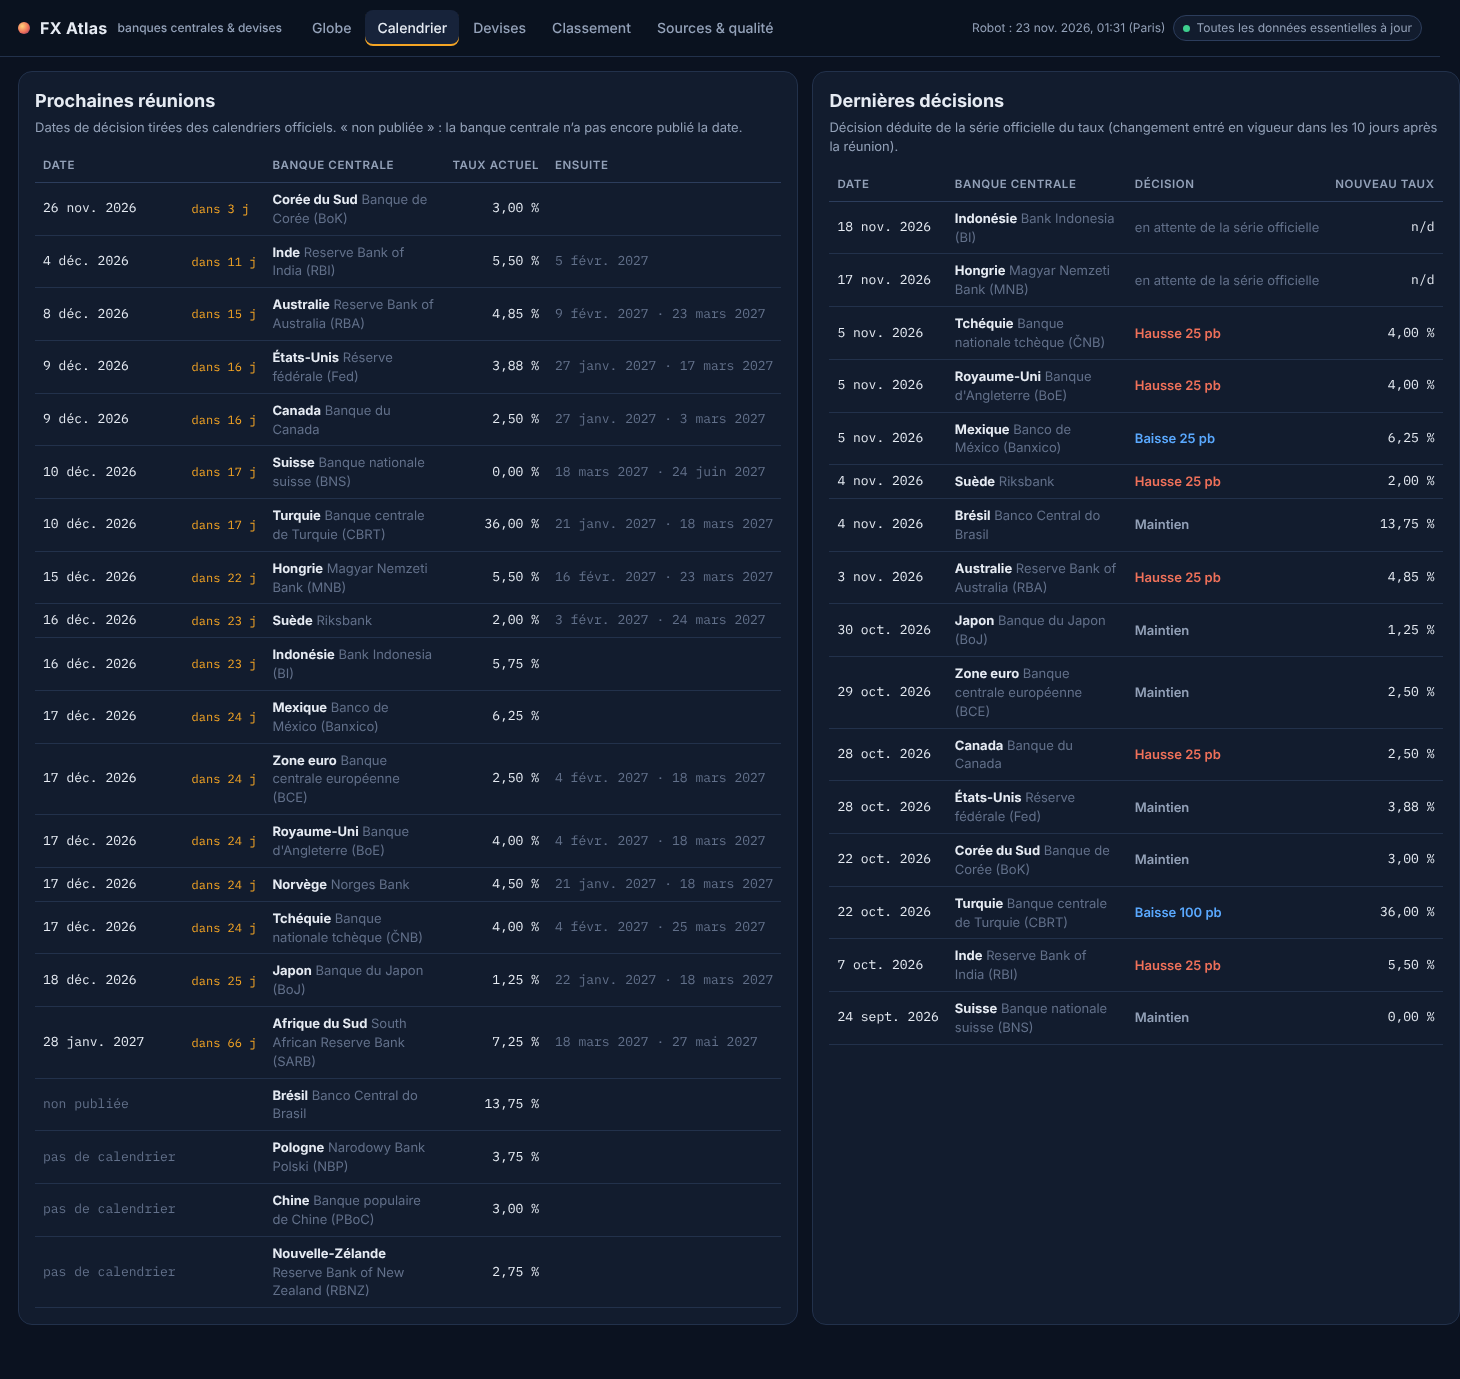 FX Atlas banques centrales & devises Globe Calendrier Devises Classement Sources & qualité Robot : 23 nov. 2026, 01:31 (Paris) Toutes les données essentielles à jour
Prochaines réunions
Dates de décision tirées des calendriers officiels. « non publiée » : la banque centrale n’a pas encore publié la date.
DATE BANQUE CENTRALE TAUX ACTUEL ENSUITE
26 nov. 2026 dans 3 j Corée du Sud Banque de
Corée (BoK) 3,00 %
4 déc. 2026 dans 11 j Inde Reserve Bank of
India (RBI) 5,50 % 5 févr. 2027
8 déc. 2026 dans 15 j Australie Reserve Bank of
Australia (RBA) 4,85 % 9 févr. 2027 · 23 mars 2027
9 déc. 2026 dans 16 j États-Unis Réserve
fédérale (Fed) 3,88 % 27 janv. 2027 · 17 mars 2027
9 déc. 2026 dans 16 j Canada Banque du
Canada 2,50 % 27 janv. 2027 · 3 mars 2027
10 déc. 2026 dans 17 j Suisse Banque nationale
suisse (BNS) 0,00 % 18 mars 2027 · 24 juin 2027
10 déc. 2026 dans 17 j Turquie Banque centrale
de Turquie (CBRT) 36,00 % 21 janv. 2027 · 18 mars 2027
15 déc. 2026 dans 22 j Hongrie Magyar Nemzeti
Bank (MNB) 5,50 % 16 févr. 2027 · 23 mars 2027
16 déc. 2026 dans 23 j Suède Riksbank 2,00 % 3 févr. 2027 · 24 mars 2027
16 déc. 2026 dans 23 j Indonésie Bank Indonesia
(BI) 5,75 %
17 déc. 2026 dans 24 j Mexique Banco de
México (Banxico) 6,25 %
17 déc. 2026 dans 24 j Zone euro Banque
centrale européenne
(BCE) 2,50 % 4 févr. 2027 · 18 mars 2027
17 déc. 2026 dans 24 j Royaume-Uni Banque
d'Angleterre (BoE) 4,00 % 4 févr. 2027 · 18 mars 2027
17 déc. 2026 dans 24 j Norvège Norges Bank 4,50 % 21 janv. 2027 · 18 mars 2027
17 déc. 2026 dans 24 j Tchéquie Banque
nationale tchèque (ČNB) 4,00 % 4 févr. 2027 · 25 mars 2027
18 déc. 2026 dans 25 j Japon Banque du Japon
(BoJ) 1,25 % 22 janv. 2027 · 18 mars 2027
28 janv. 2027 dans 66 j Afrique du Sud South
African Reserve Bank
(SARB) 7,25 % 18 mars 2027 · 27 mai 2027
non publiée Brésil Banco Central do
Brasil 13,75 %
pas de calendrier Pologne Narodowy Bank
Polski (NBP) 3,75 %
pas de calendrier Chine Banque populaire
de Chine (PBoC) 3,00 %
pas de calendrier Nouvelle-Zélande
Reserve Bank of New
Zealand (RBNZ) 2,75 %
Dernières décisions
Décision déduite de la série officielle du taux (changement entré en vigueur dans les 10 jours après
la réunion).
DATE BANQUE CENTRALE DÉCISION NOUVEAU TAUX
18 nov. 2026 Indonésie Bank Indonesia
(BI) en attente de la série officielle n/d
17 nov. 2026 Hongrie Magyar Nemzeti
Bank (MNB) en attente de la série officielle n/d
5 nov. 2026 Tchéquie Banque
nationale tchèque (ČNB) Hausse 25 pb 4,00 %
5 nov. 2026 Royaume-Uni Banque
d'Angleterre (BoE) Hausse 25 pb 4,00 %
5 nov. 2026 Mexique Banco de
México (Banxico) Baisse 25 pb 6,25 %
4 nov. 2026 Suède Riksbank Hausse 25 pb 2,00 %
4 nov. 2026 Brésil Banco Central do
Brasil Maintien 13,75 %
3 nov. 2026 Australie Reserve Bank of
Australia (RBA) Hausse 25 pb 4,85 %
30 oct. 2026 Japon Banque du Japon
(BoJ) Maintien 1,25 %
29 oct. 2026 Zone euro Banque
centrale européenne
(BCE) Maintien 2,50 %
28 oct. 2026 Canada Banque du
Canada Hausse 25 pb 2,50 %
28 oct. 2026 États-Unis Réserve
fédérale (Fed) Maintien 3,88 %
22 oct. 2026 Corée du Sud Banque de
Corée (BoK) Maintien 3,00 %
22 oct. 2026 Turquie Banque centrale
de Turquie (CBRT) Baisse 100 pb 36,00 %
7 oct. 2026 Inde Reserve Bank of
India (RBI) Hausse 25 pb 5,50 %
24 sept. 2026 Suisse Banque nationale
suisse (BNS) Maintien 0,00 %